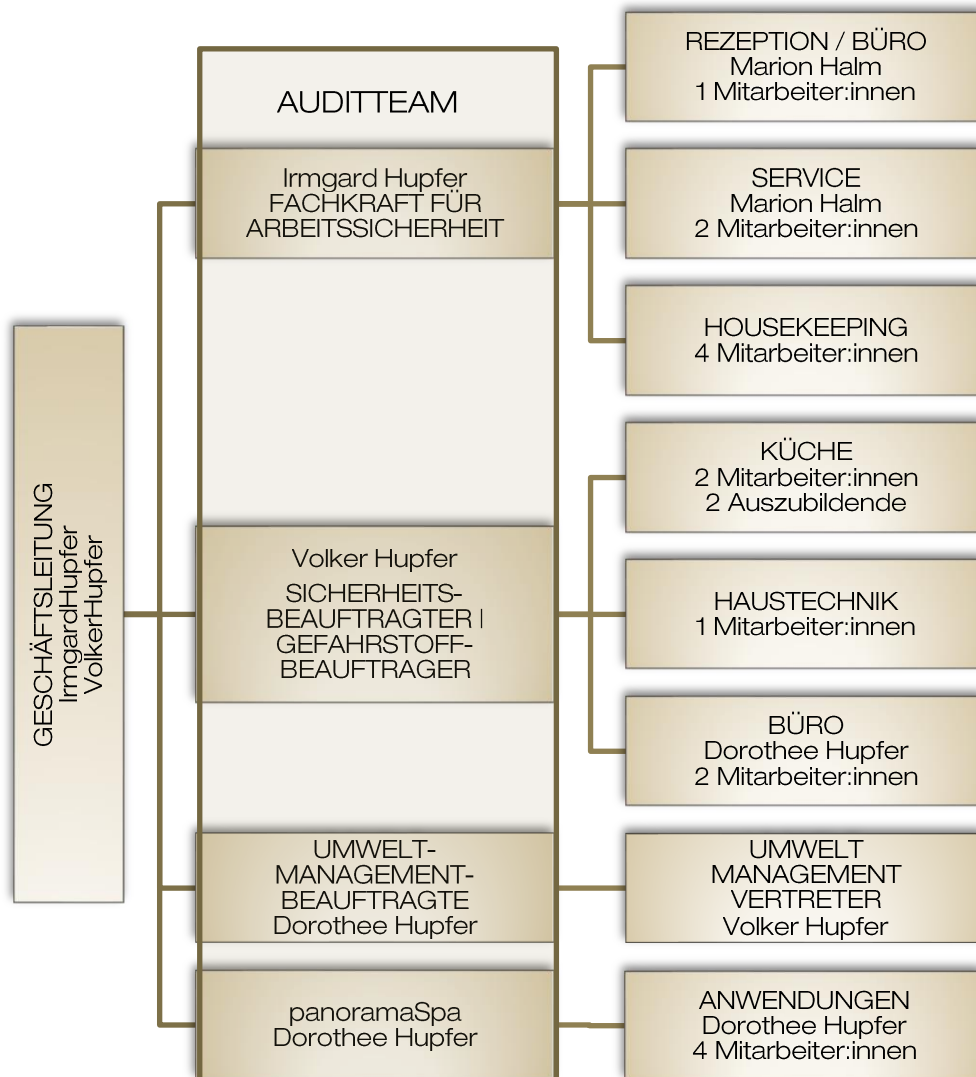 GESCHÄFTSLEITUNG
IrmgardHupfer
VolkerHupfer
AUDITTEAM
Irmgard Hupfer
FACHKRAFT FÜR
ARBEITSSICHERHEIT
Volker Hupfer
SICHERHEITS-
BEAUFTRAGTER |
GEFAHRSTOFF-
BEAUFTRAGER
UMWELT-
MANAGEMENT-
BEAUFTRAGTE
Dorothee Hupfer
panoramaSpa
Dorothee Hupfer
REZEPTION / BÜRO
Marion Halm
1 Mitarbeiter:innen
SERVICE
Marion Halm
2 Mitarbeiter:innen
HOUSEKEEPING
4 Mitarbeiter:innen
KÜCHE
2 Mitarbeiter:innen
2 Auszubildende
HAUSTECHNIK
1 Mitarbeiter:innen
BÜRO
Dorothee Hupfer
2 Mitarbeiter:innen
UMWELT
MANAGEMENT
VERTRETER
Volker Hupfer
ANWENDUNGEN
Dorothee Hupfer
4 Mitarbeiter:innen